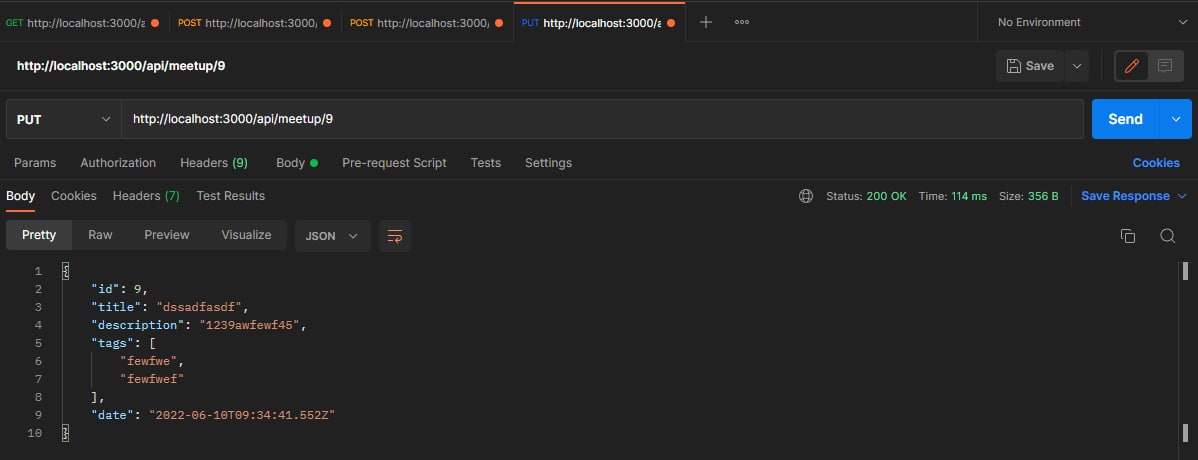 GET http://localhost:3000/a POST http://localhost:3000/ POST http://localhost:3000/ PUT http://localhost:3000/a No Environment
http://localhost:3000/api/meetup/9 Save
PUT http://localhost:3000/api/meetup/9 Send
Params Authorization Headers (9) Body Pre-request Script Tests Settings Cookies
Body Cookies Headers (7) Test Results Status: 200 OK Time: 114 ms Size: 356 B Save Response
Pretty Raw Preview Visualize JSON
1 {
2 "id": 9,
3 "title": "dssadfasdf",
4 "description": "1239awfewf45",
5 "tags": [
6 "fewfwe",
7 "fewfwef"
8 ],
9 "date": "2022-06-10T09:34:41.552Z"
10 }